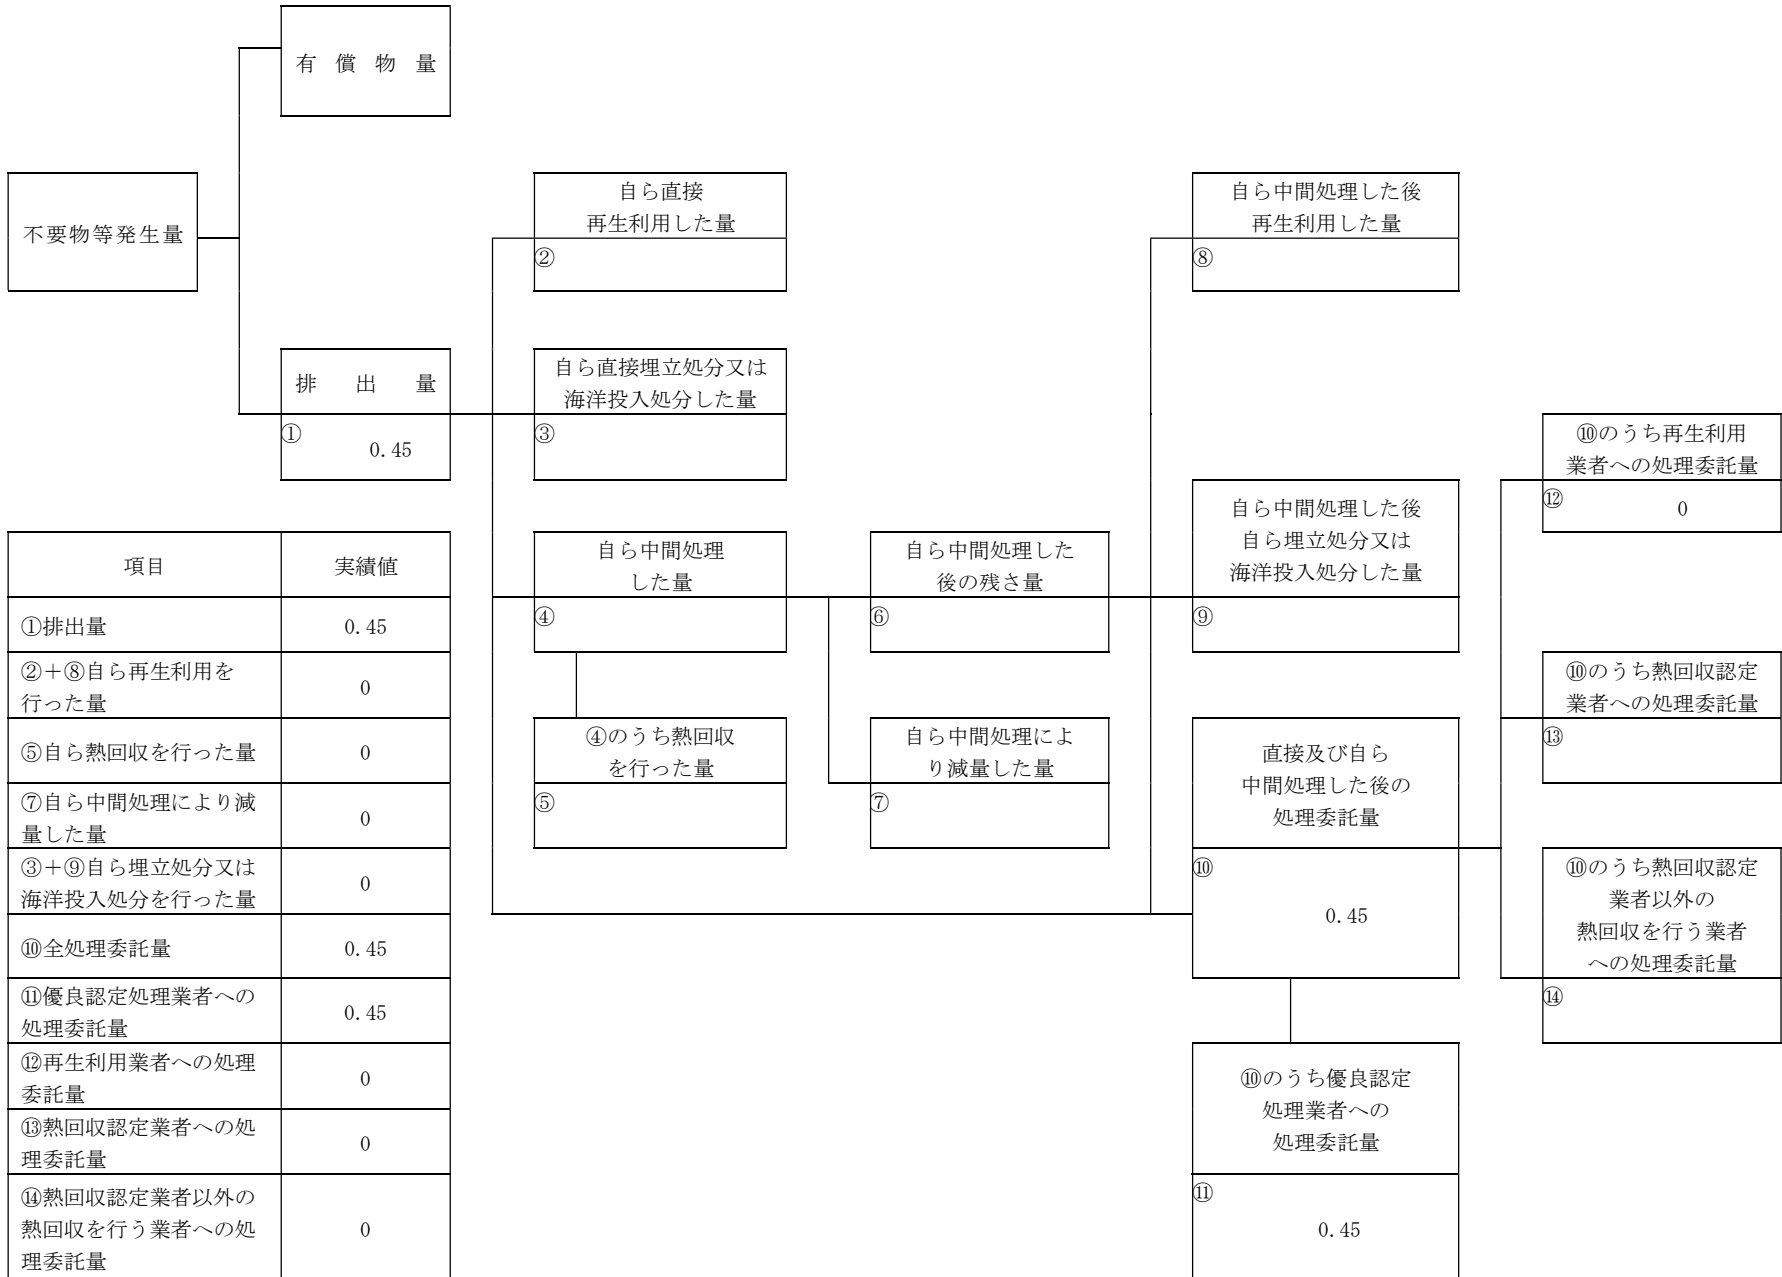 有償物量
不要物等発生量
排出量
① 0.45
自ら直接
再生利用した量
②
自ら直接埋立処分又は
海洋投入処分した量
③
自ら中間処理
した量
④
④のうち熱回収
を行った量
⑤
自ら中間処理した
後の残さ量
⑥
自ら中間処理によ
り減量した量
⑦
自ら中間処理した後
再生利用した量
⑧
自ら中間処理した後
自ら埋立処分又は
海洋投入処分した量
⑨
直接及び自ら
中間処理した後の
処理委託量
⑩
0.45
⑩のうち優良認定
処理業者への
処理委託量
⑪
0.45
⑩のうち再生利用
業者への処理委託量
⑫ 0
⑩のうち熱回収認定
業者への処理委託量
⑬
⑩のうち熱回収認定
業者以外の
熱回収を行う業者
への処理委託量
⑭
項目 実績値
①排出量 0.45
②+⑧自ら再生利用を
行った量 0
⑤自ら熱回収を行った量 0
⑦自ら中間処理により減
量した量 0
③+⑨自ら埋立処分又は
海洋投入処分を行った量 0
⑩全処理委託量 0.45
⑪優良認定処理業者への
処理委託量 0.45
⑫再生利用業者への処理
委託量 0
⑬熱回収認定業者への処
理委託量 0
⑭熱回収認定業者以外の
熱回収を行う業者への処 0
理委託量